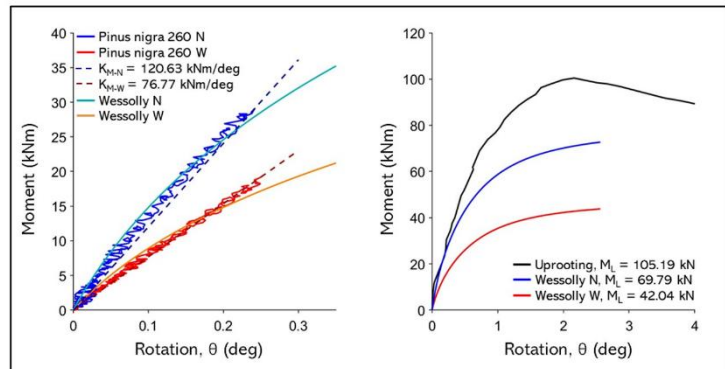 40
35
30
25
20
15
10
5
0
Moment (kNm)
Pinus nigra 260 N
Pinus nigra 260 W
K_M-N = 120.63 kNm/deg
K_M-W = 76.77 kNm/deg
Wessolly N
Wessolly W
0 0.1 0.2 0.3
Rotation, θ (deg)
120
100
80
60
40
20
0
Moment (kNm)
Uprooting, M_L = 105.19 kN
Wessolly N, M_L = 69.79 kN
Wessolly W, M_L = 42.04 kN
0 1 2 3 4
Rotation, θ (deg)